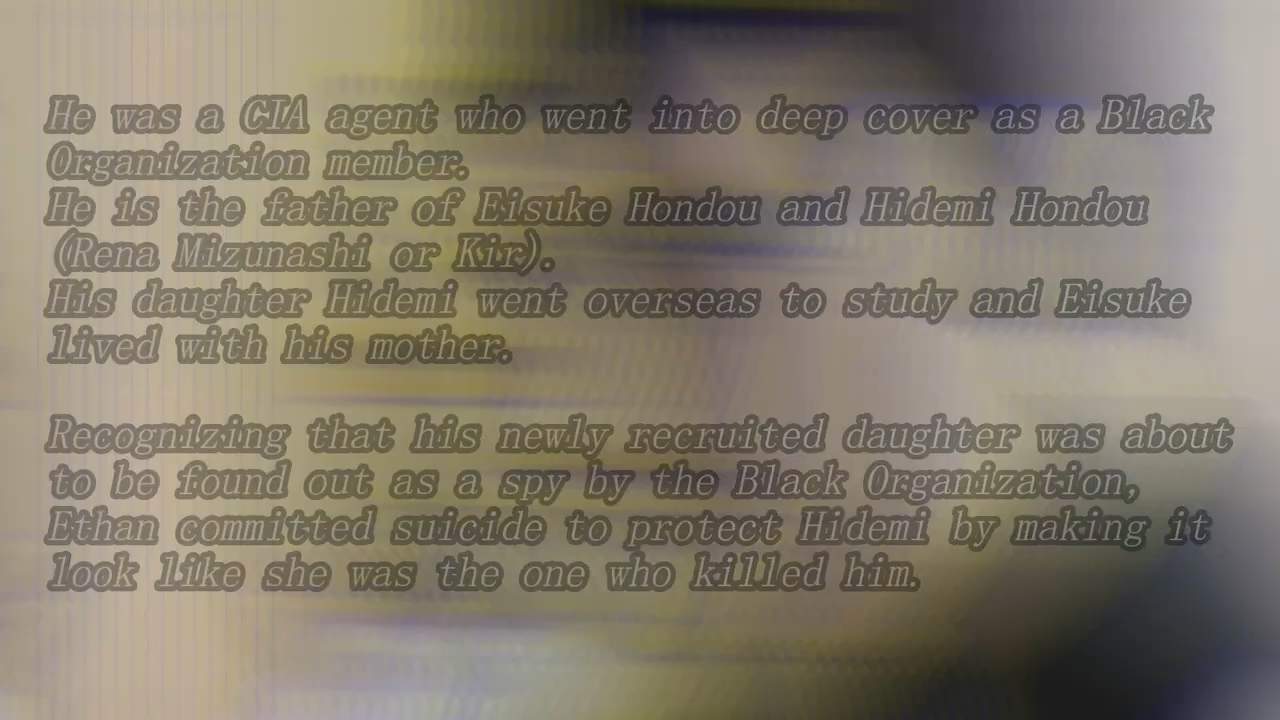 He was a CIA agent who went into deep cover as a Black
Organization member.
He is the father of Eisuke Hondou and Hidemi Hondou
(Rena Mizunashi or Kir).
His daughter Hidemi went overseas to study and Eisuke
lived with his mother.
Recognizing that his newly recruited daughter was about
to be found out as a spy by the Black Organization,
Ethan committed suicide to protect Hidemi by making it
look like she was the one who killed him.